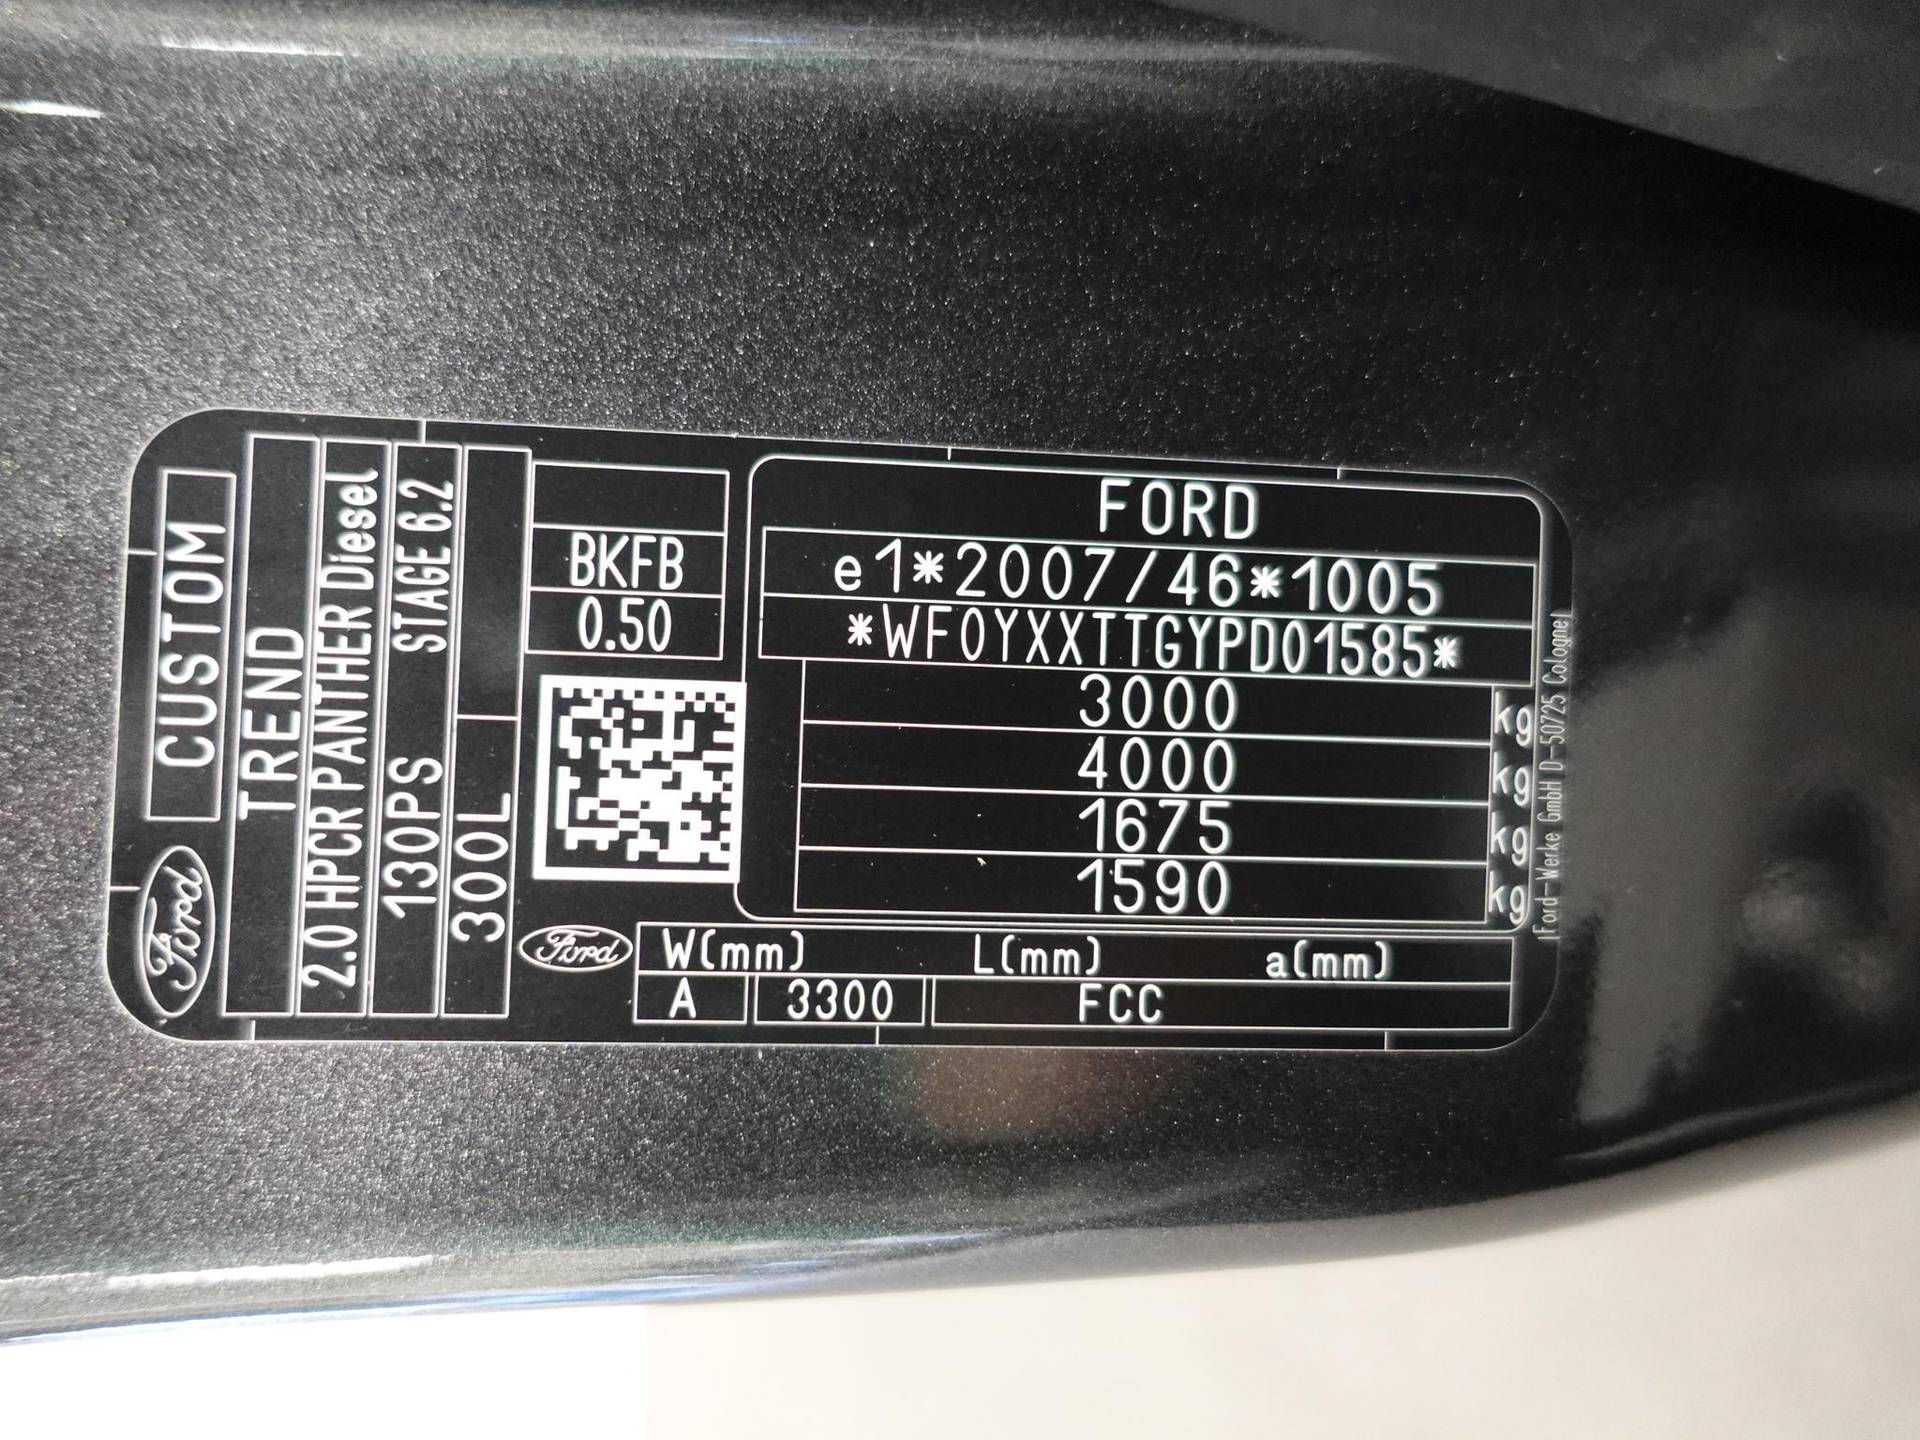 FORD
e1*2007/46*1005
*WF0YXXTTGYPD01585*
3000 kg
4000 kg
1675 kg
1590 kg
BKFB
0.50
Ford
W(mm) L(mm) a(mm)
A 3300 FCC
Ford CUSTOM
TREND
2.0 HPCR PANTHER Diesel
130PS STAGE 6.2
300L
Ford-Werke GmbH D-50725 Cologne